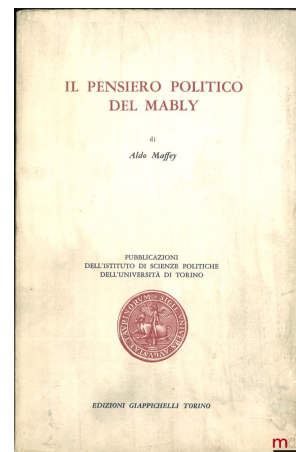 IL PENSIERO POLITICO
DEL MABLY
di
Aldo Maffey
PUBBLICAZIONI
DELL'ISTITUTO DI SCIENZE POLITICHE
DELL'UNIVERSITÀ DI TORINO
EDIZIONI GIAPPICHELLI TORINO